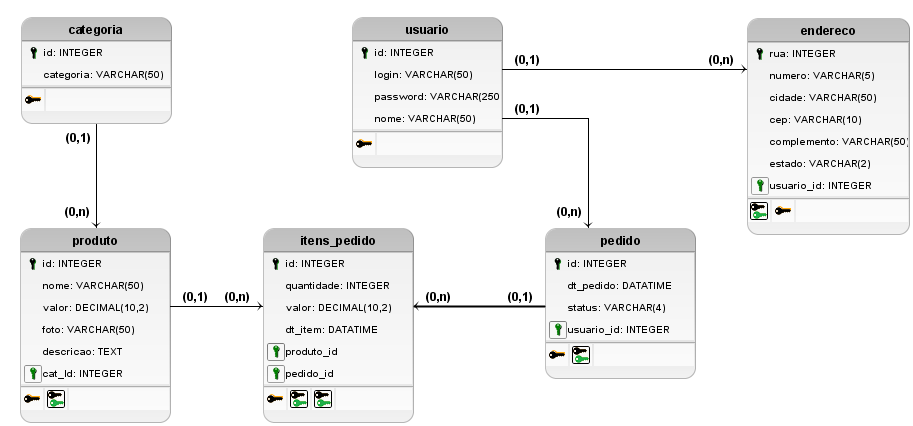 categoria
id: INTEGER
categoria: VARCHAR(50)
usuario
id: INTEGER
login: VARCHAR(50)
password: VARCHAR(250
nome: VARCHAR(50)
endereco
rua: INTEGER
numero: VARCHAR(5)
cidade: VARCHAR(50)
cep: VARCHAR(10)
complemento: VARCHAR(50)
estado: VARCHAR(2)
usuario_id: INTEGER
(0,1)
(0,n)
(0,1)
(0,n)
(0,1)
(0,n)
produto
id: INTEGER
nome: VARCHAR(50)
valor: DECIMAL(10,2)
foto: VARCHAR(50)
descricao: TEXT
cat_Id: INTEGER
(0,1)
(0,n)
itens_pedido
id: INTEGER
quantidade: INTEGER
valor: DECIMAL(10,2)
dt_item: DATATIME
produto_id
pedido_id
(0,n)
(0,1)
pedido
id: INTEGER
dt_pedido: DATATIME
status: VARCHAR(4)
usuario_id: INTEGER